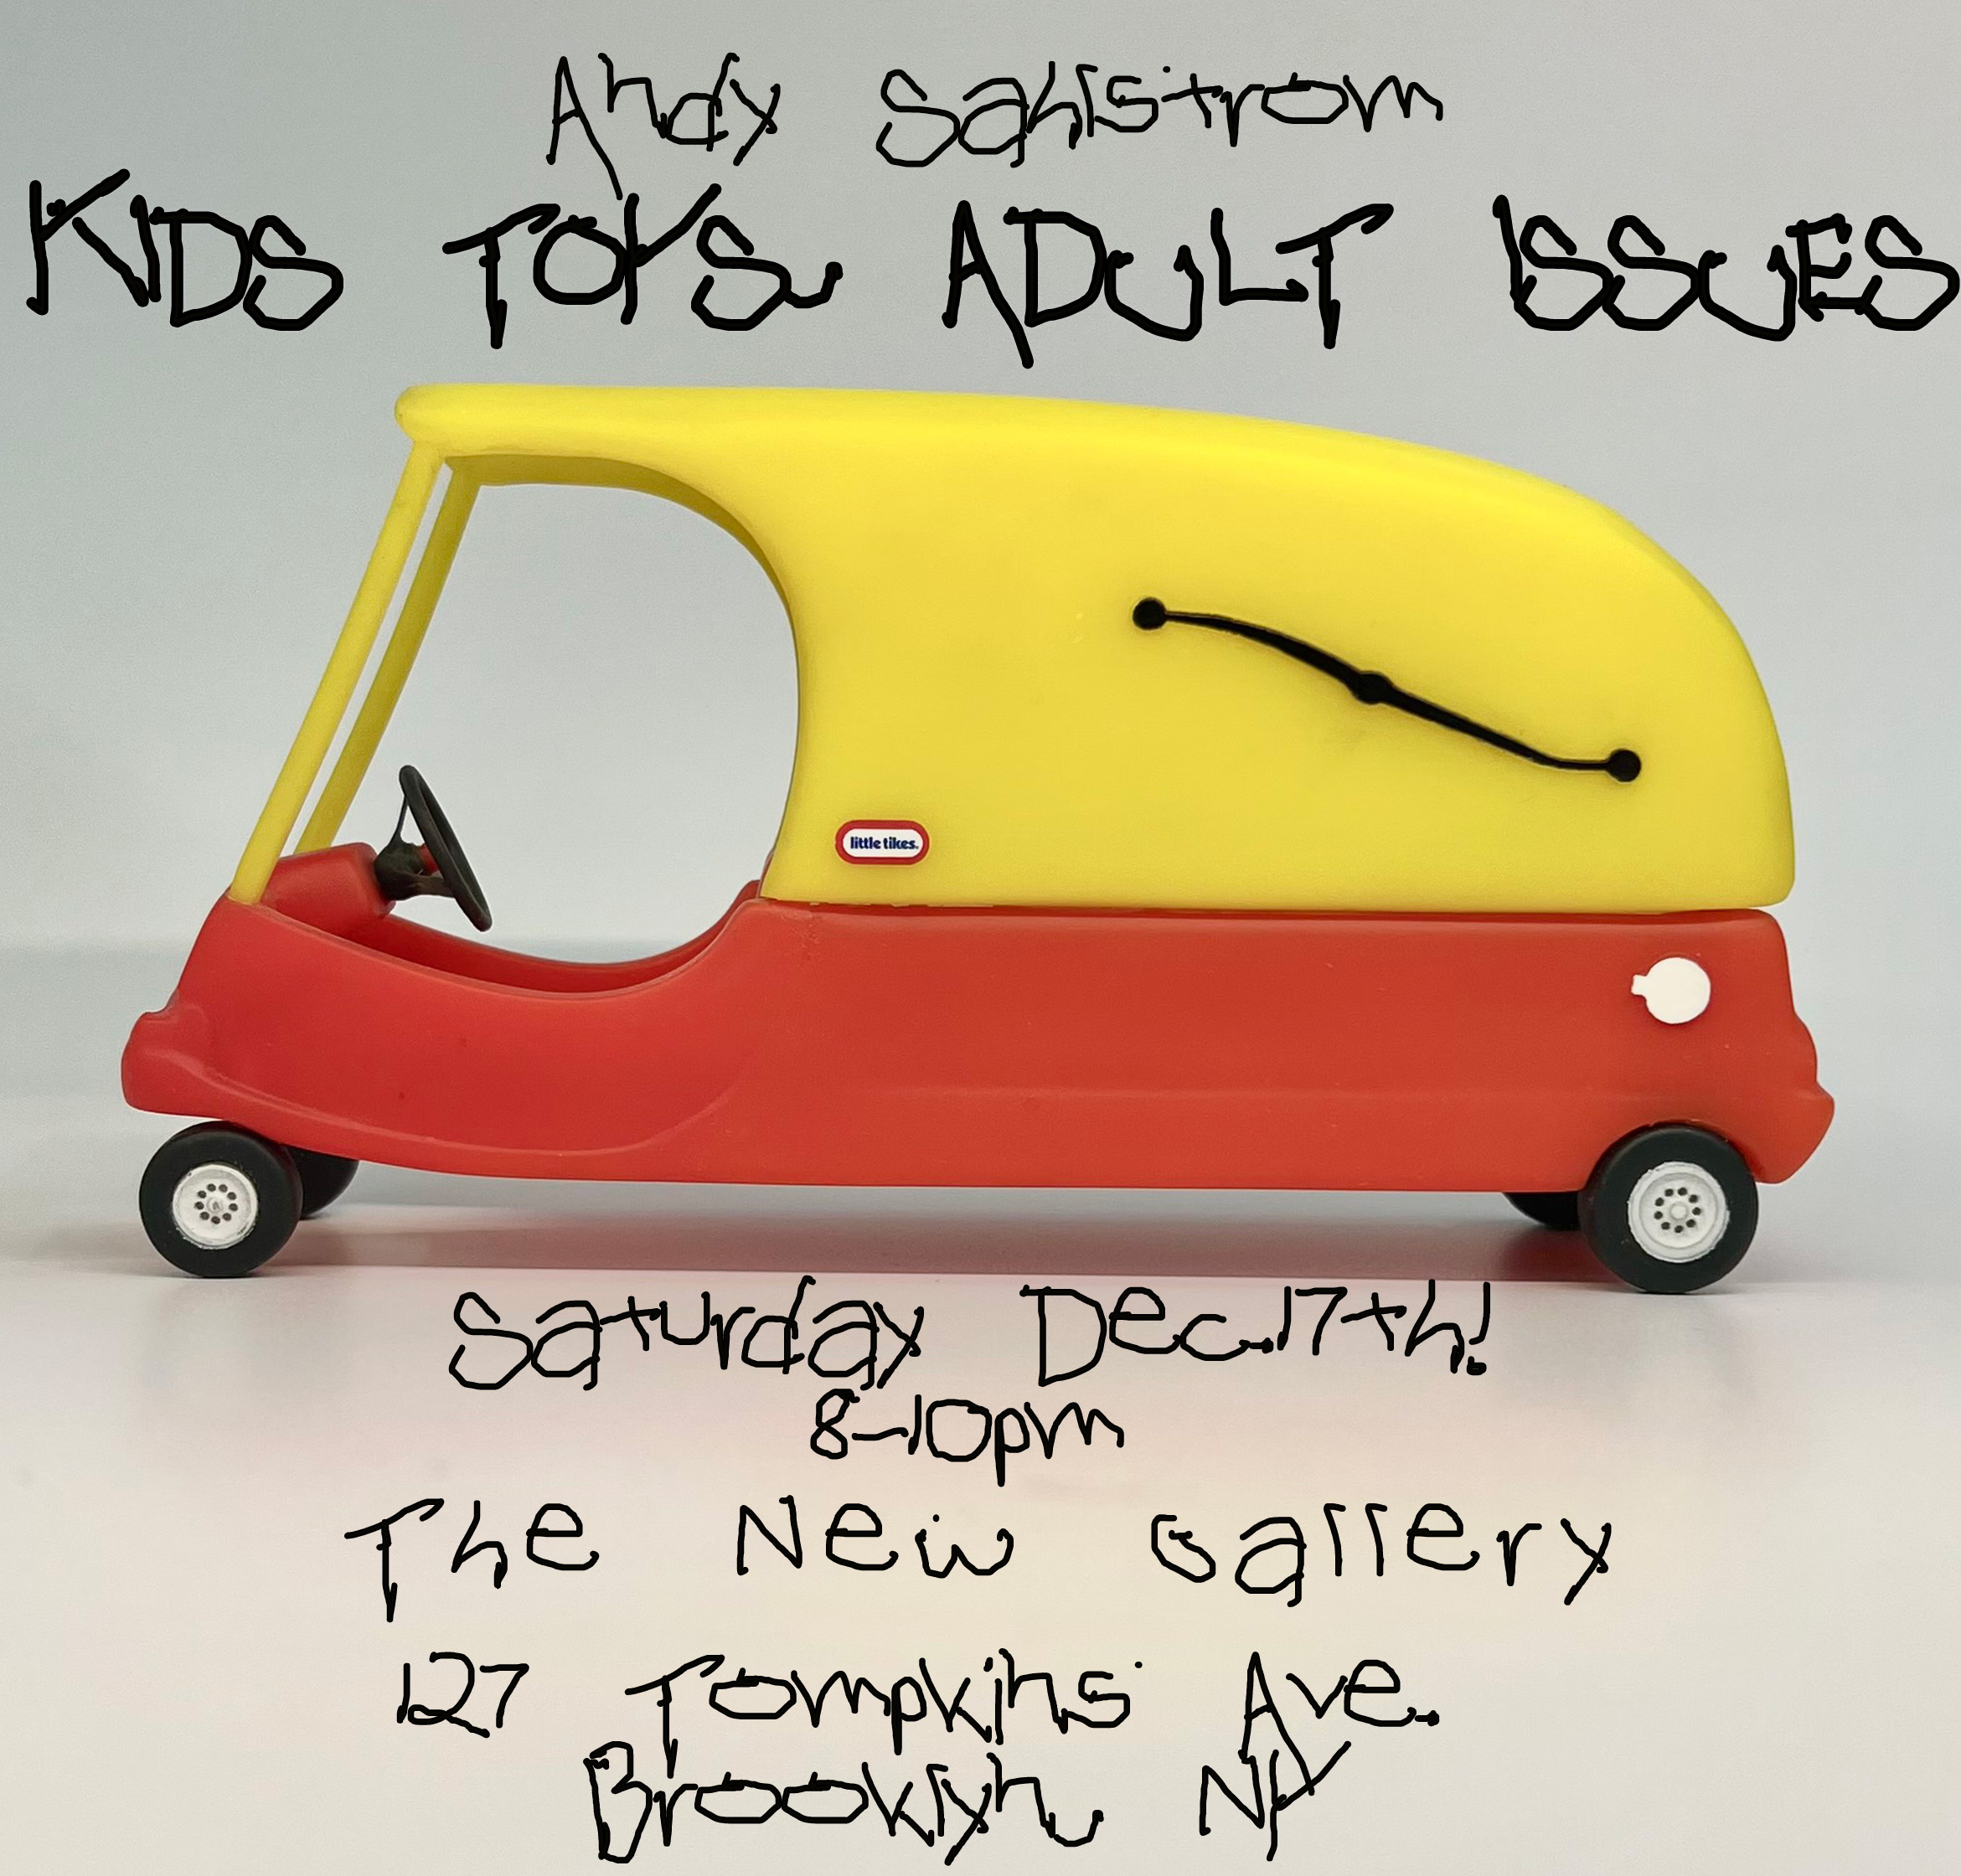 Andy Sahlstrom
KIDS TOYS, ADULT ISSUES
little tikes.
Saturday Dec.17th!
8-10pm
The New Gallery
127 Tompkins Ave.
Brooklyn, NY